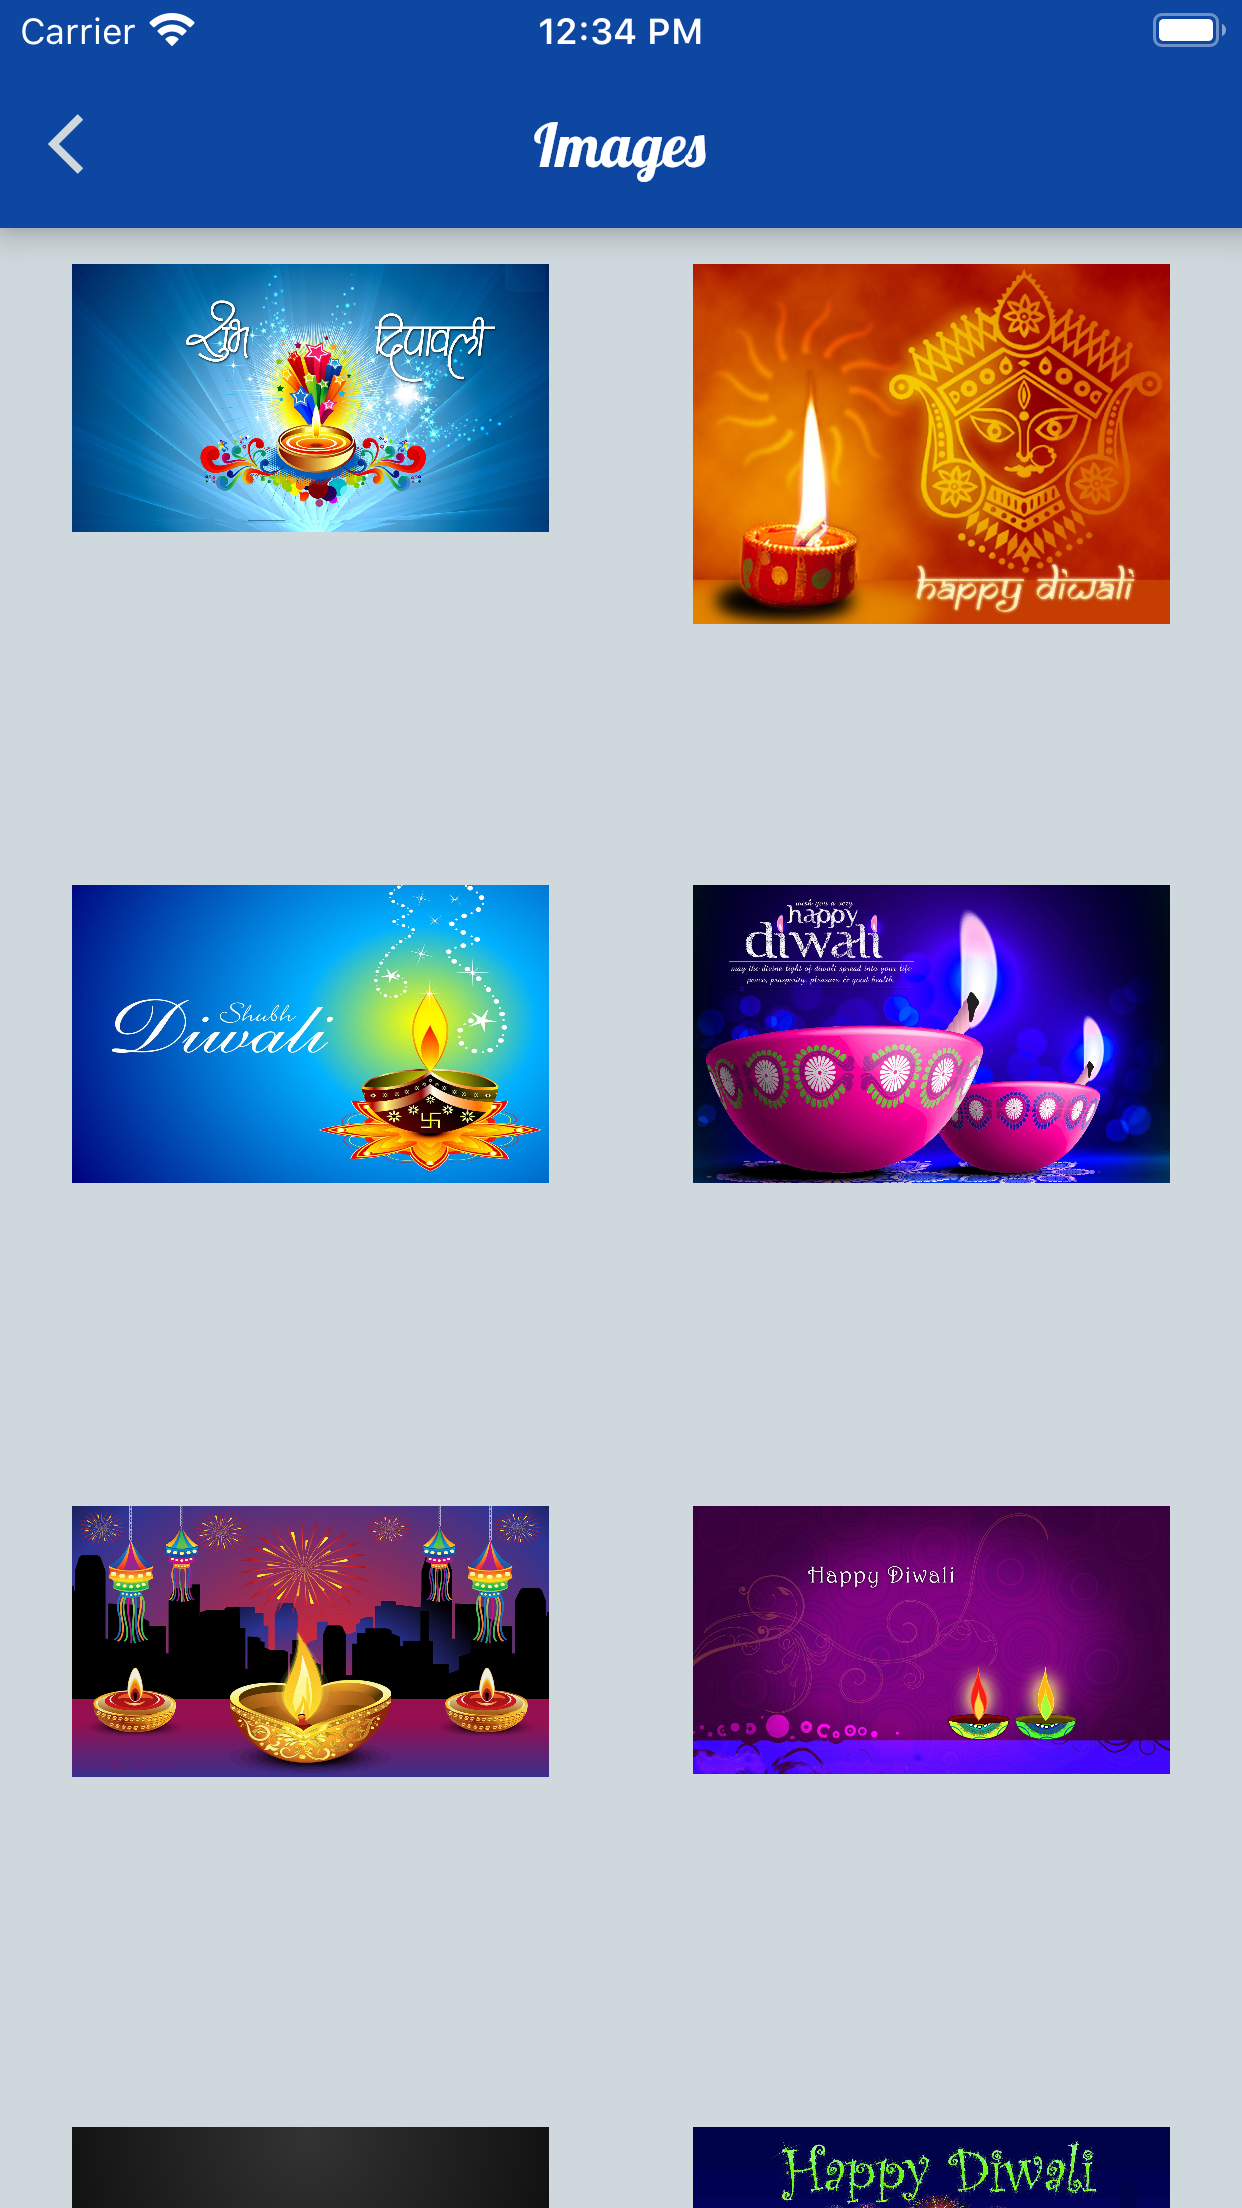 Carrier 12:34 PM
Images
शुभ दिपावली
happy diwali
Shubh
Diwali
wish you a very
happy
diwali
may the divine light of diwali spread into your life
peace, prosperity, pleasure & good health.
Happy Diwali
Happy Diwali